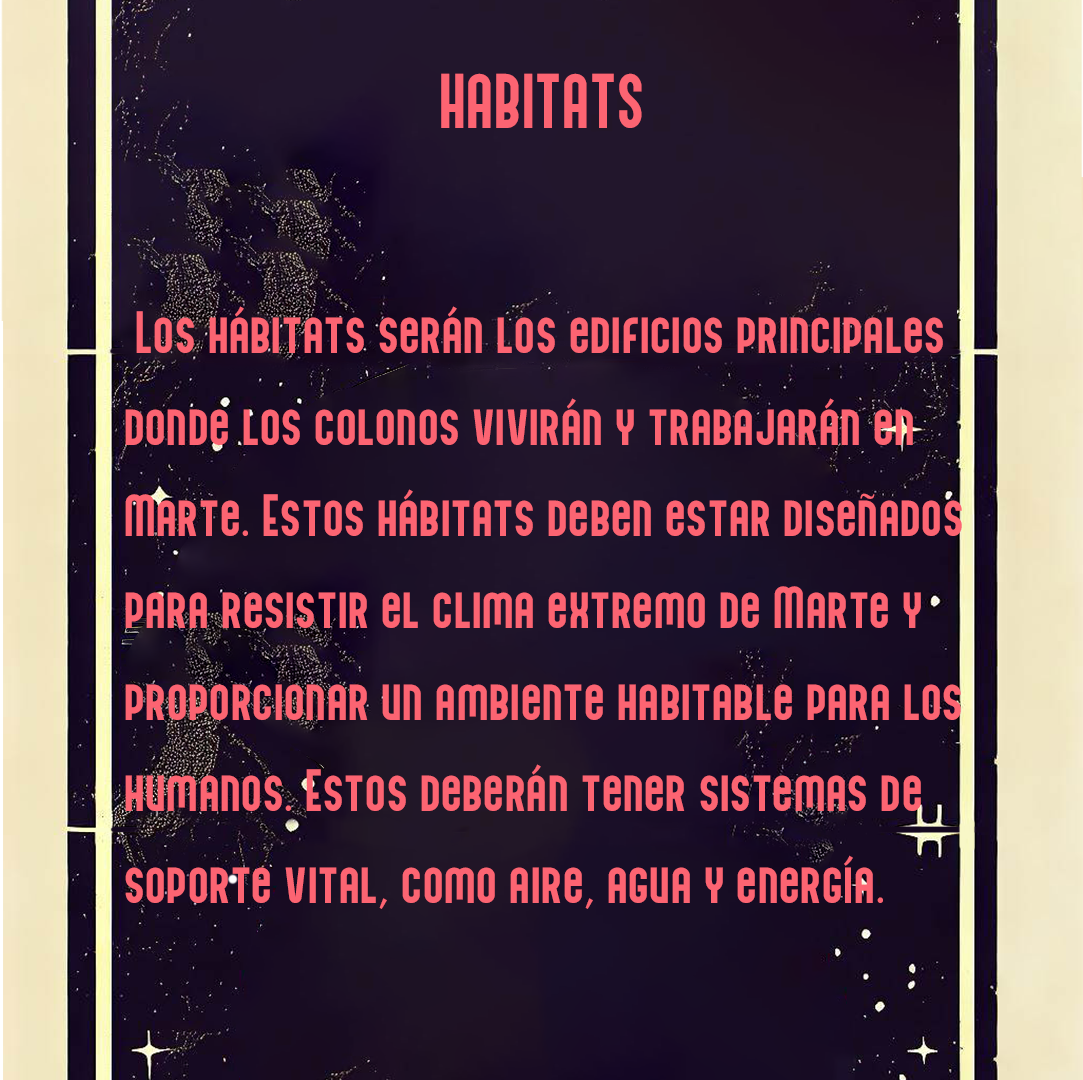 HABITATS
Los hábitats serán los edificios principales
donde los colonos vivirán y trabajarán en
Marte. Estos hábitats deben estar diseñados
para resistir el clima extremo de Marte y
proporcionar un ambiente habitable para los
humanos. Estos deberán tener sistemas de
soporte vital, como aire, agua y energía.